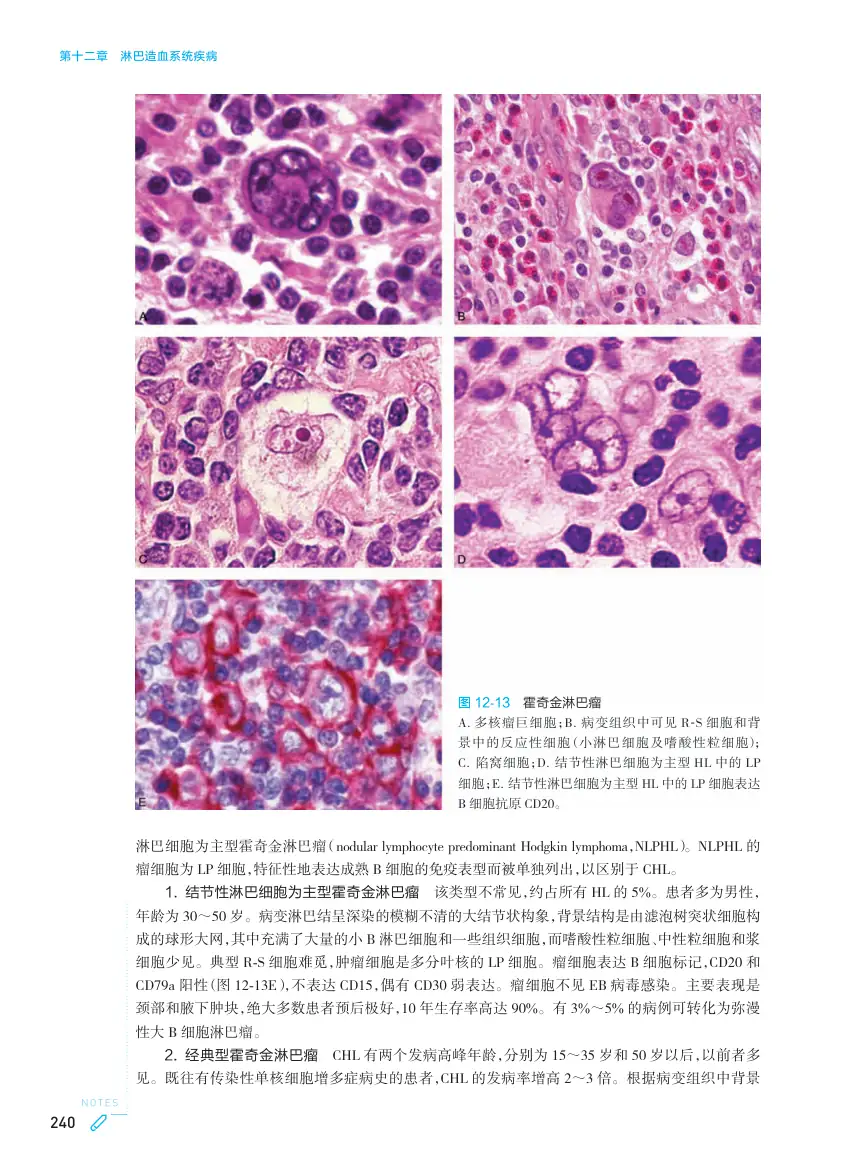 第十二章 淋巴造血系统疾病
A
B
C
D
E
图 12-13 霍奇金淋巴瘤
A. 多核瘤巨细胞；B. 病变组织中可见 R-S 细胞和背
景中的反应性细胞（小淋巴细胞及嗜酸性粒细胞）；
C. 陷窝细胞；D. 结节性淋巴细胞为主型 HL 中的 LP
细胞；E. 结节性淋巴细胞为主型 HL 中的 LP 细胞表达
B 细胞抗原 CD20。
淋巴细胞为主型霍奇金淋巴瘤（nodular lymphocyte predominant Hodgkin lymphoma，NLPHL）。NLPHL 的
瘤细胞为 LP 细胞，特征性地表达成熟 B 细胞的免疫表型而被单独列出，以区别于 CHL。
1. 结节性淋巴细胞为主型霍奇金淋巴瘤 该类型不常见，约占所有 HL 的 5%。患者多为男性，
年龄为 30～50 岁。病变淋巴结呈深染的模糊不清的大结节状构象，背景结构是由滤泡树突状细胞构
成的球形大网，其中充满了大量的小 B 淋巴细胞和一些组织细胞，而嗜酸性粒细胞、中性粒细胞和浆
细胞少见。典型 R-S 细胞难觅，肿瘤细胞是多分叶核的 LP 细胞。瘤细胞表达 B 细胞标记，CD20 和
CD79a 阳性（图 12-13E），不表达 CD15，偶有 CD30 弱表达。瘤细胞不见 EB 病毒感染。主要表现是
颈部和腋下肿块，绝大多数患者预后极好，10 年生存率高达 90%。有 3%～5% 的病例可转化为弥漫
性大 B 细胞淋巴瘤。
2. 经典型霍奇金淋巴瘤 CHL 有两个发病高峰年龄，分别为 15～35 岁和 50 岁以后，以前者多
见。既往有传染性单核细胞增多症病史的患者，CHL 的发病率增高 2～3 倍。根据病变组织中背景
NOTES
240